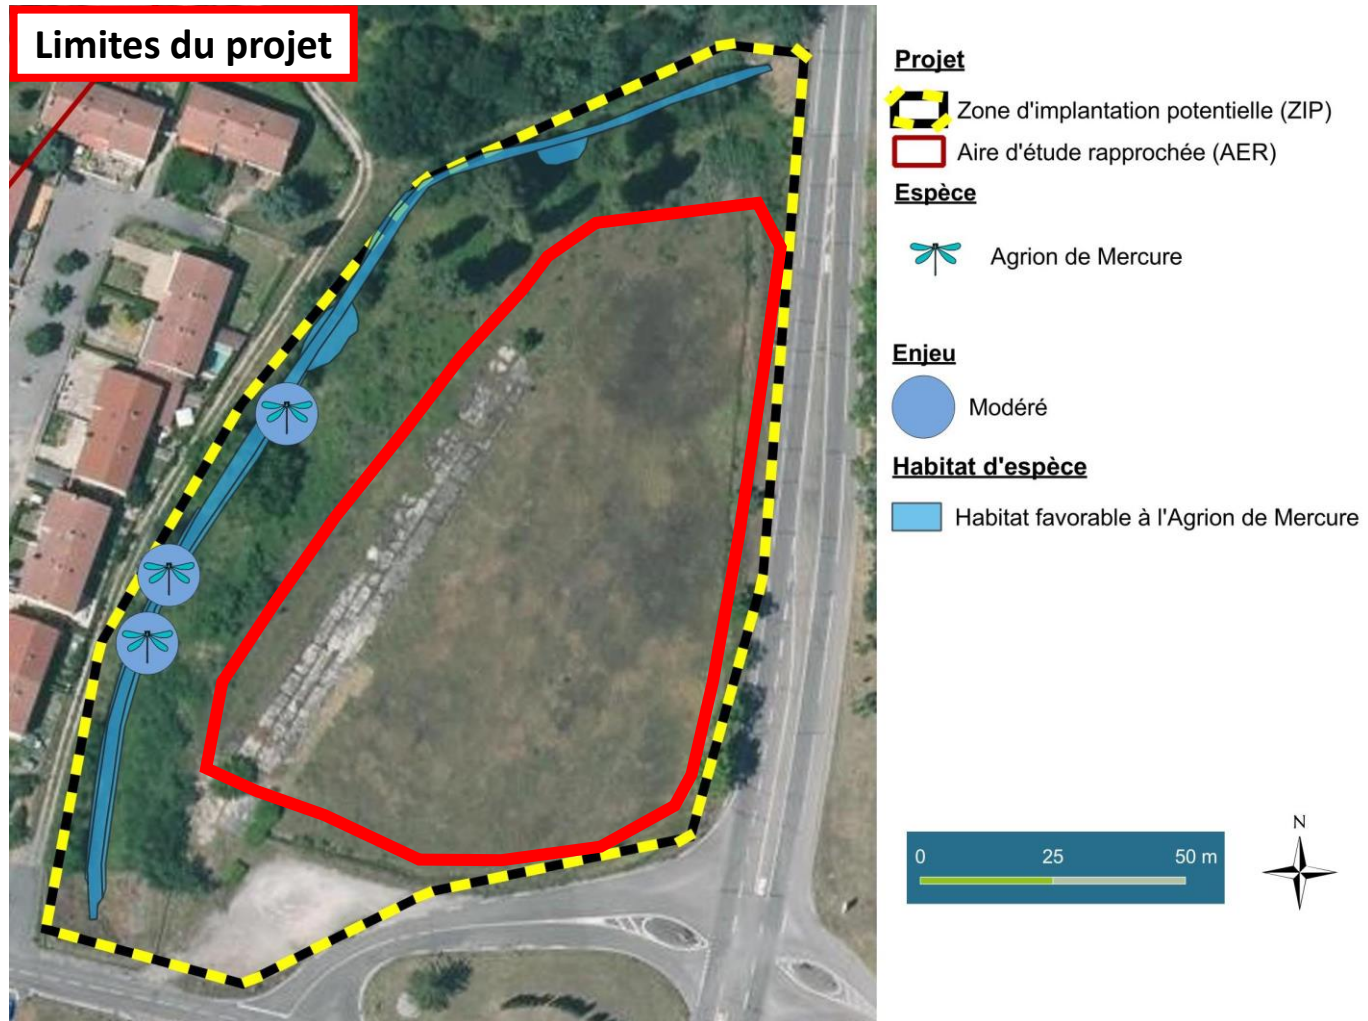 Limites du projet
Projet
Zone d'implantation potentielle (ZIP)
Aire d'étude rapprochée (AER)
Espèce
Agrion de Mercure
Enjeu
Modéré
Habitat d'espèce
Habitat favorable à l'Agrion de Mercure
0 25 50 m
N